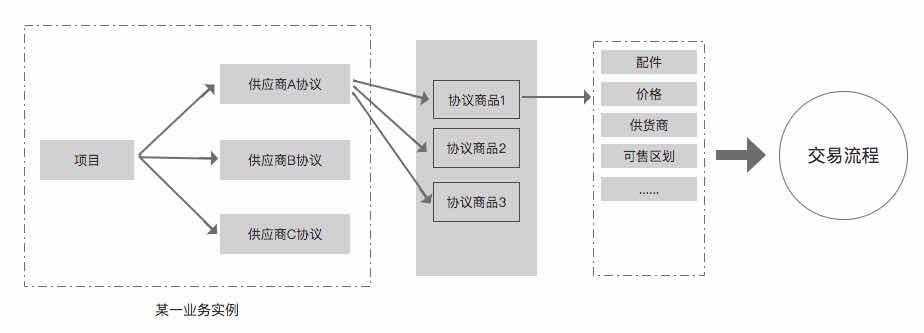 项目
供应商A协议
供应商B协议
供应商C协议
某一业务实例
协议商品1
协议商品2
协议商品3
配件
价格
供货商
可售区划
......
交易流程